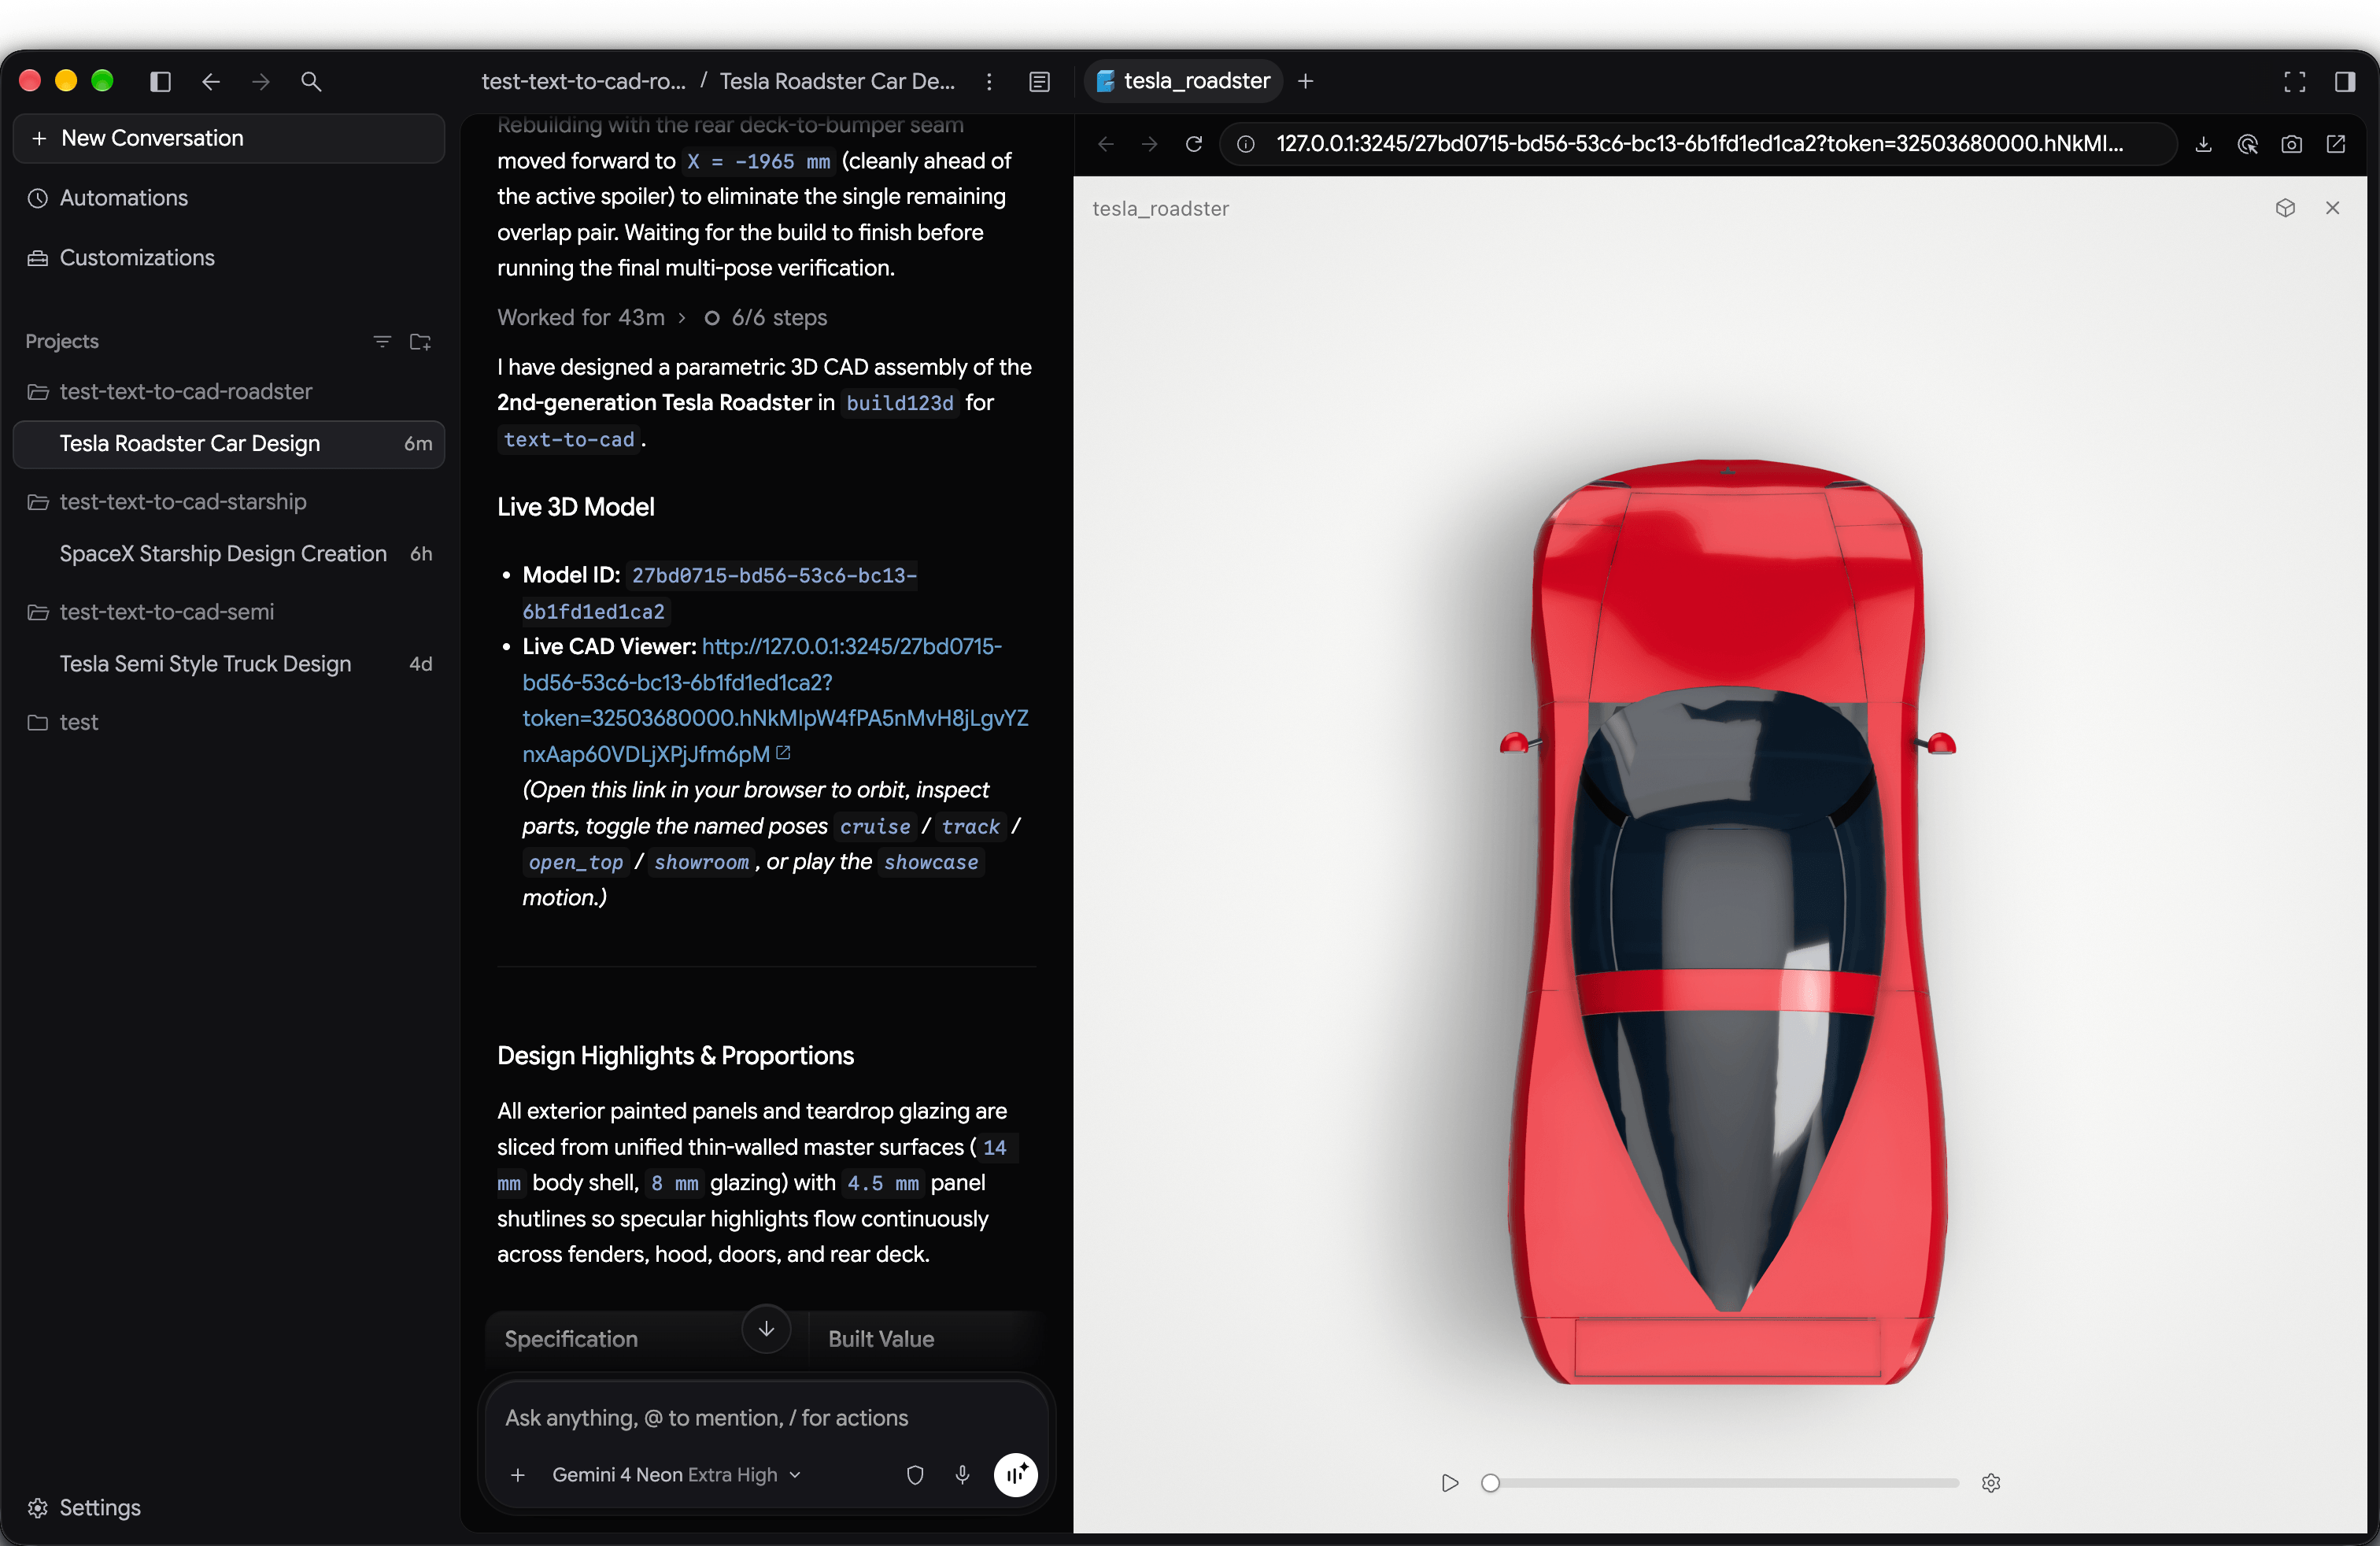 test-text-to-cad-ro... / Tesla Roadster Car De...
tesla_roadster
New Conversation
Automations
Customizations
Projects
test-text-to-cad-roadster
Tesla Roadster Car Design 6m
test-text-to-cad-starship
SpaceX Starship Design Creation 6h
test-text-to-cad-semi
Tesla Semi Style Truck Design 4d
test
Settings
Rebuilding with the rear deck-to-bumper seam
moved forward to X = -1965 mm (cleanly ahead of
the active spoiler) to eliminate the single remaining
overlap pair. Waiting for the build to finish before
running the final multi-pose verification.
Worked for 43m > 6/6 steps
I have designed a parametric 3D CAD assembly of the
2nd-generation Tesla Roadster in build123d for
text-to-cad.
Live 3D Model
• Model ID: 27bd0715-bd56-53c6-bc13-
6b1fd1ed1ca2
• Live CAD Viewer: http://127.0.0.1:3245/27bd0715-
bd56-53c6-bc13-6b1fd1ed1ca2?
token=32503680000.hNkMIpW4fPA5nMvH8jLgvYZ
nxAap60VDLjXPjJfm6pM
(Open this link in your browser to orbit, inspect
parts, toggle the named poses cruise / track /
open_top / showroom, or play the showcase
motion.)
Design Highlights & Proportions
All exterior painted panels and teardrop glazing are
sliced from unified thin-walled master surfaces (14
mm body shell, 8 mm glazing) with 4.5 mm panel
shutlines so specular highlights flow continuously
across fenders, hood, doors, and rear deck.
Specification Built Value
Ask anything, @ to mention, / for actions
Gemini 4 Neon Extra High
127.0.0.1:3245/27bd0715-bd56-53c6-bc13-6b1fd1ed1ca2?token=32503680000.hNkMI...
tesla_roadster